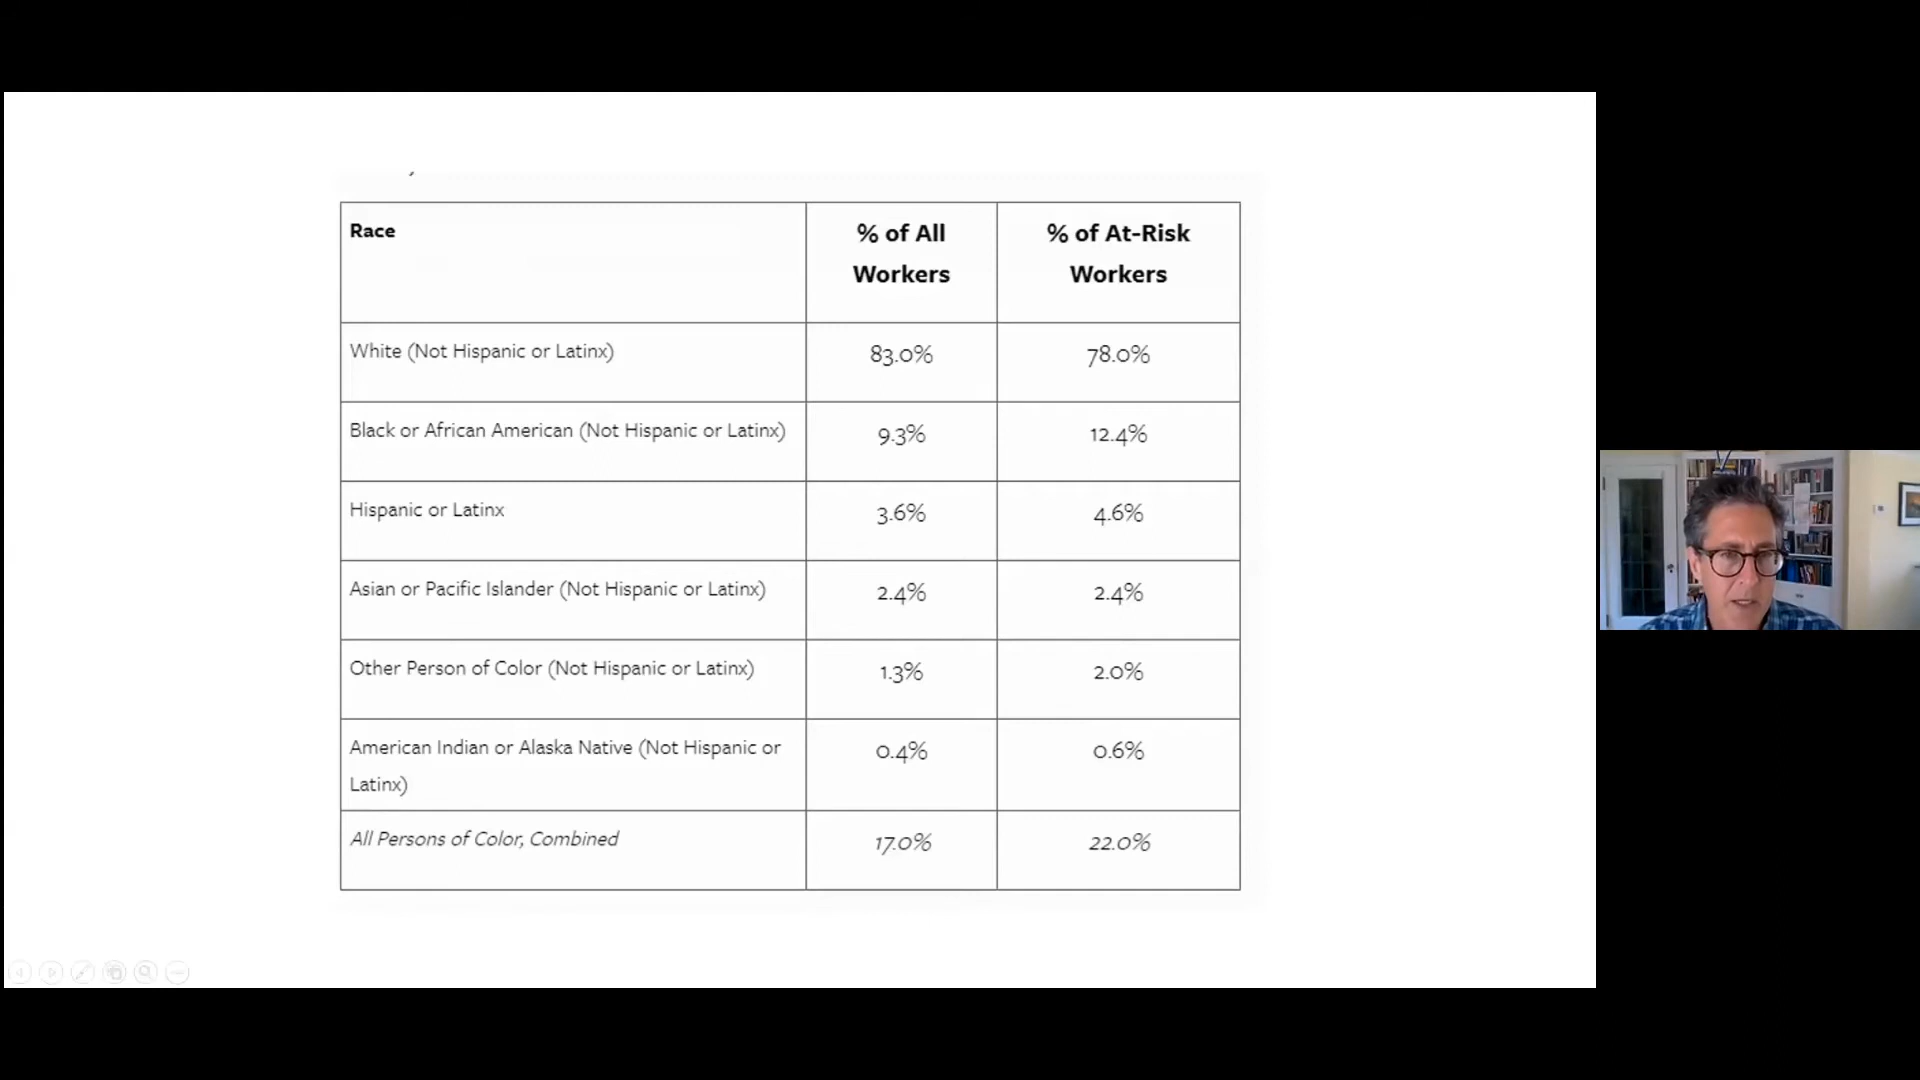 Race
% of All
Workers
% of At-Risk
Workers
White (Not Hispanic or Latinx)
83.0%
78.0%
Black or African American (Not Hispanic or Latinx)
9.3%
12.4%
Hispanic or Latinx
3.6%
4.6%
Asian or Pacific Islander (Not Hispanic or Latinx)
2.4%
2.4%
Other Person of Color (Not Hispanic or Latinx)
1.3%
2.0%
American Indian or Alaska Native (Not Hispanic or
Latinx)
0.4%
0.6%
All Persons of Color, Combined
17.0%
22.0%